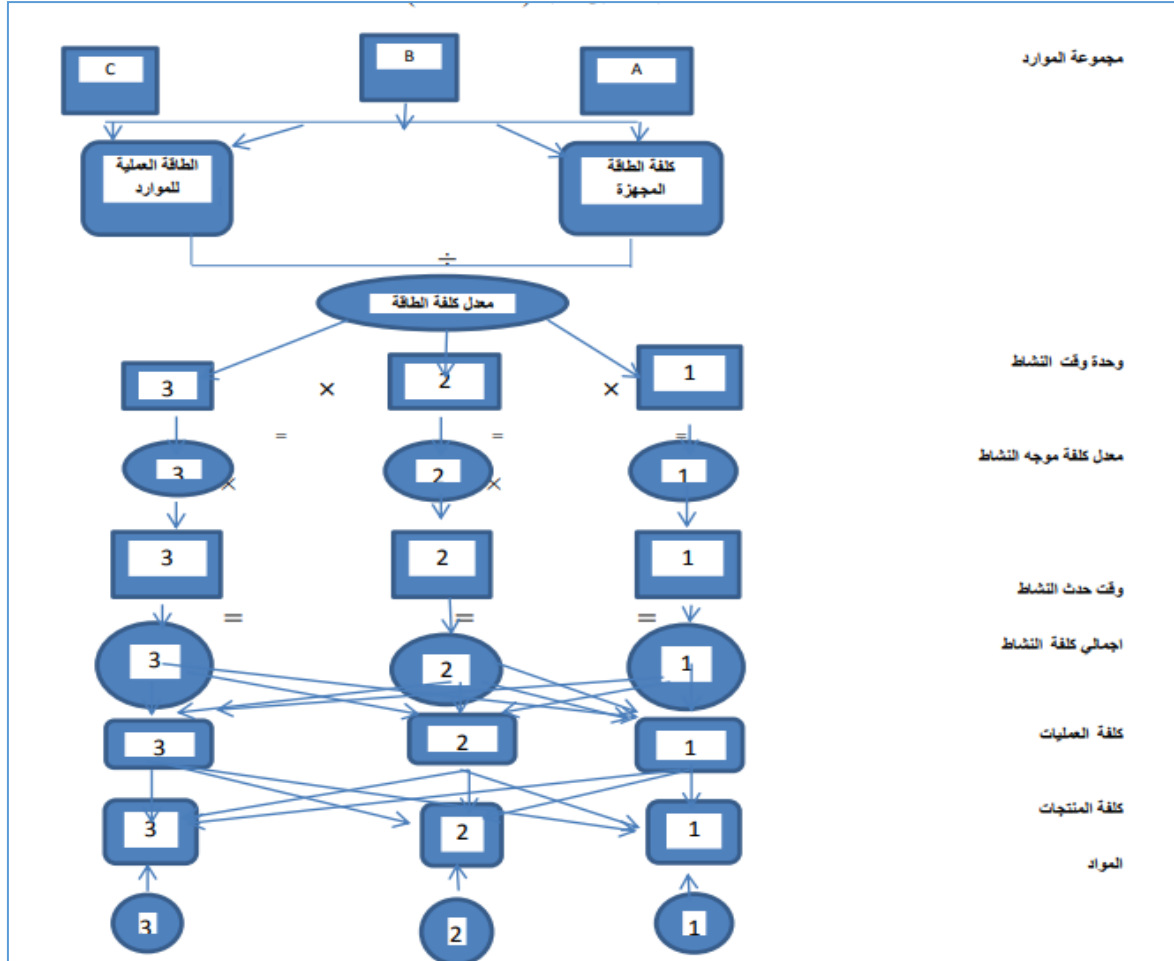 مجموعة الموارد
A
B
C
كلفة الطاقة
المجهزة
الطاقة العملية
للموارد
÷
معدل كلفة الطاقة
وحدة وقت النشاط
1
×
2
×
3
=
=
=
معدل كلفة موجه النشاط
1
×
2
×
3
1
2
3
وقت حدث النشاط
=
=
=
اجمالي كلفة النشاط
1
2
3
كلفة العمليات
1
2
3
كلفة المنتجات
1
2
3
المواد
1
2
3